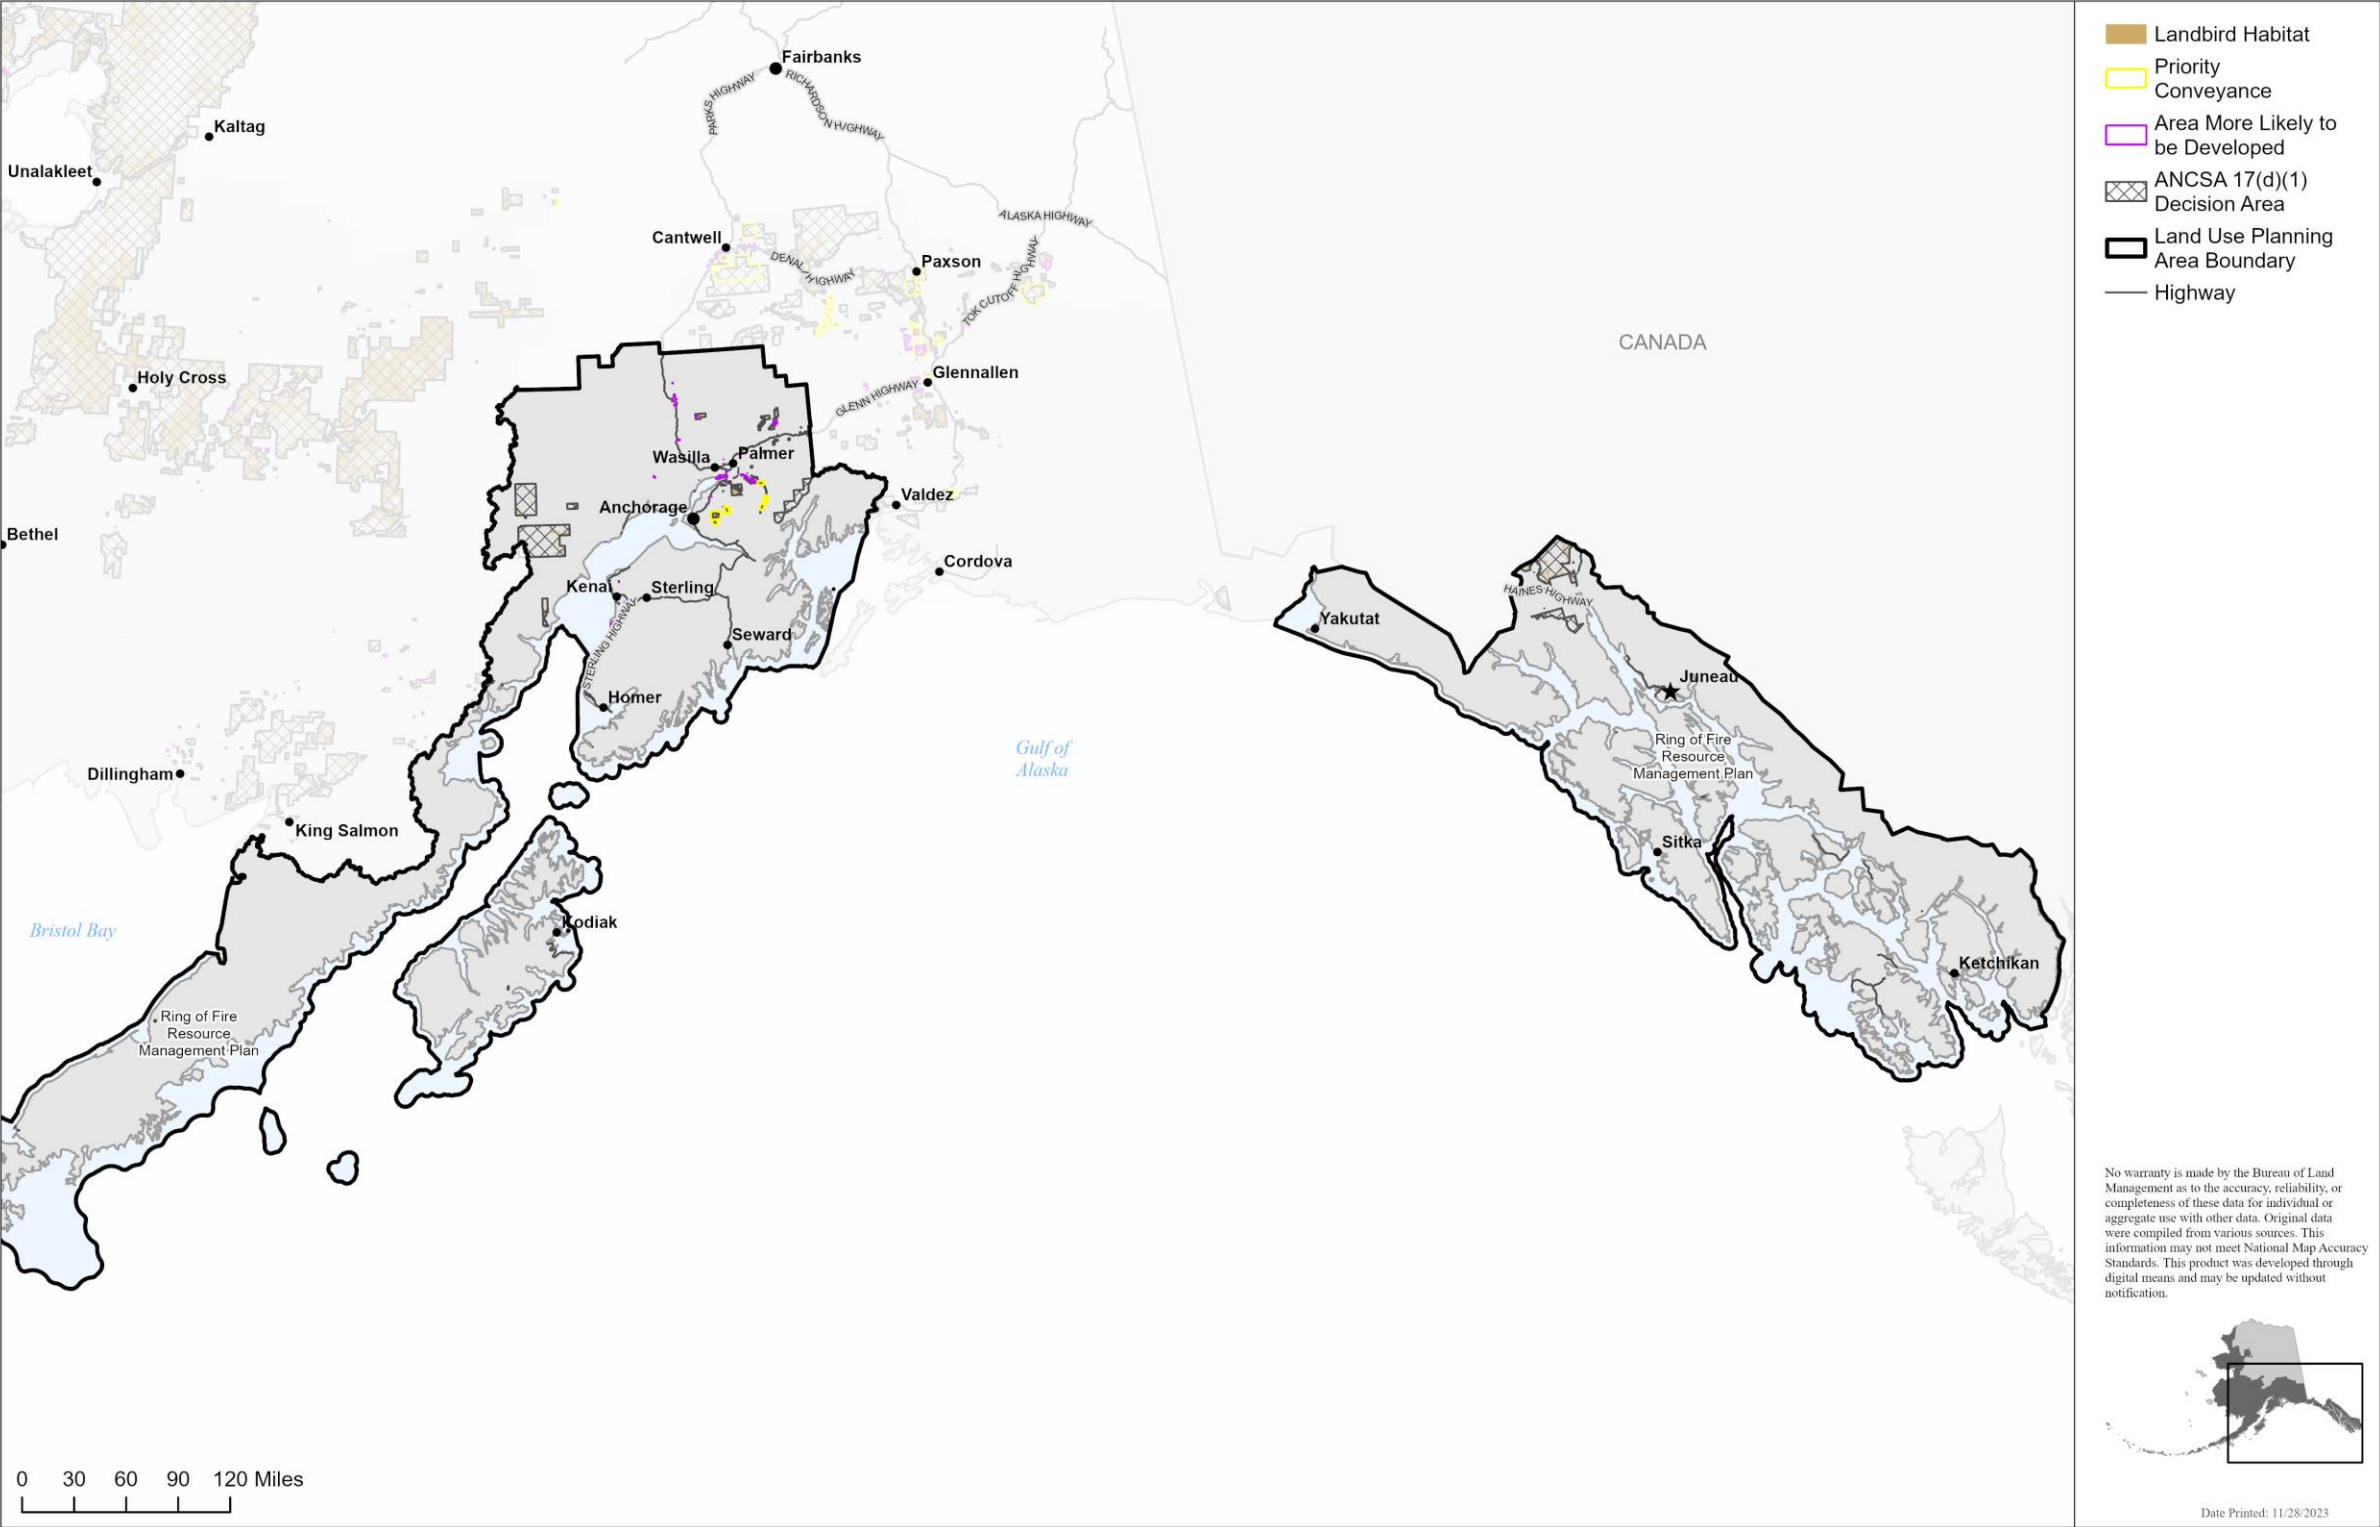 Fairbanks
PARKS HIGHWAY
RICHARDSON HIGHWAY
Kaltag
Unalakleet
ALASKA HIGHWAY
Cantwell
DENALI HIGHWAY
Paxson
TOK CUTOFF HIGHWAY
CANADA
Holy Cross
Glennallen
GLENN HIGHWAY
Wasilla
Palmer
Anchorage
Valdez
Bethel
Cordova
Kenai
Sterling
STERLING HIGHWAY
Seward
Homer
HAINES HIGHWAY
Yakutat
Juneau
Ring of Fire
Resource
Management Plan
Gulf of
Alaska
Dillingham
King Salmon
Sitka
Kodiak
Bristol Bay
Ketchikan
Ring of Fire
Resource
Management Plan
0 30 60 90 120 Miles
Landbird Habitat
Priority
Conveyance
Area More Likely to
be Developed
ANCSA 17(d)(1)
Decision Area
Land Use Planning
Area Boundary
Highway
No warranty is made by the Bureau of Land
Management as to the accuracy, reliability, or
completeness of these data for individual or
aggregate use with other data. Original data
were compiled from various sources. This
information may not meet National Map Accuracy
Standards. This product was developed through
digital means and may be updated without
notification.
Date Printed: 11/28/2023